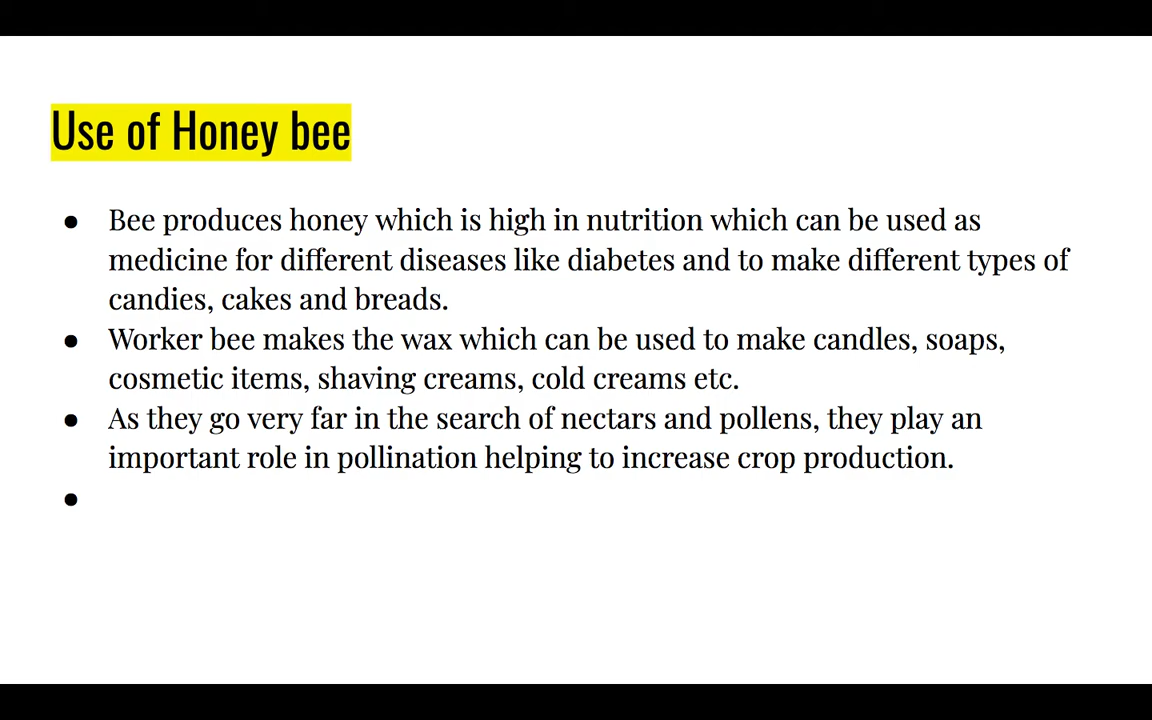 Use of Honey bee
● Bee produces honey which is high in nutrition which can be used as
medicine for different diseases like diabetes and to make different types of
candies, cakes and breads.
● Worker bee makes the wax which can be used to make candles, soaps,
cosmetic items, shaving creams, cold creams etc.
● As they go very far in the search of nectars and pollens, they play an
important role in pollination helping to increase crop production.
●